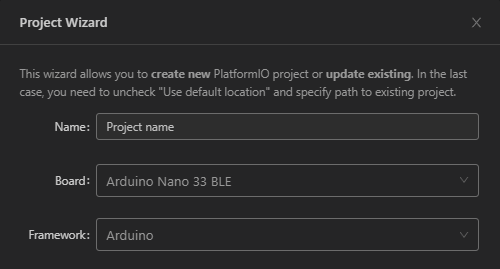 Project Wizard
This wizard allows you to create new PlatformIO project or update existing. In the last
case, you need to uncheck "Use default location" and specify path to existing project.
Name: Project name
Board: Arduino Nano 33 BLE
Framework: Arduino